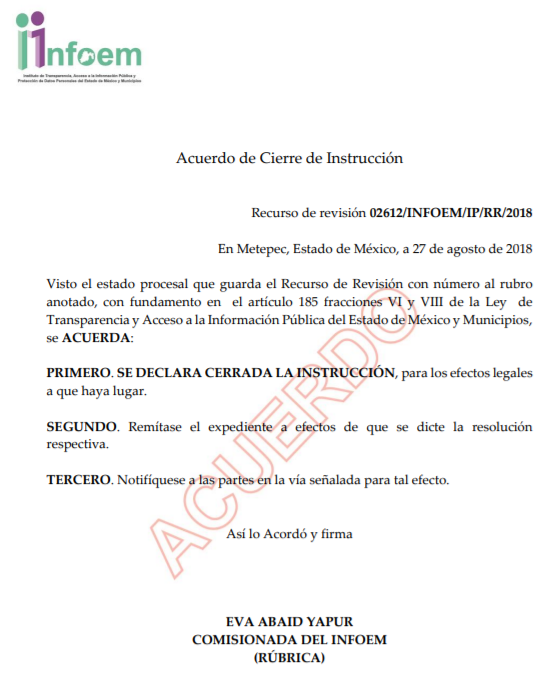 infoem
Instituto de Transparencia, Acceso a la Información Pública y
Protección de Datos Personales del Estado de México y Municipios
Acuerdo de Cierre de Instrucción
Recurso de revisión 02612/INFOEM/IP/RR/2018
En Metepec, Estado de México, a 27 de agosto de 2018
Visto el estado procesal que guarda el Recurso de Revisión con número al rubro
anotado, con fundamento en el artículo 185 fracciones VI y VIII de la Ley de
Transparencia y Acceso a la Información Pública del Estado de México y Municipios,
se ACUERDA:
PRIMERO. SE DECLARA CERRADA LA INSTRUCCIÓN, para los efectos legales
a que haya lugar.
SEGUNDO. Remítase el expediente a efectos de que se dicte la resolución
respectiva.
TERCERO. Notifíquese a las partes en la vía señalada para tal efecto.
Así lo Acordó y firma
EVA ABAID YAPUR
COMISIONADA DEL INFOEM
(RÚBRICA)
ACUERDO